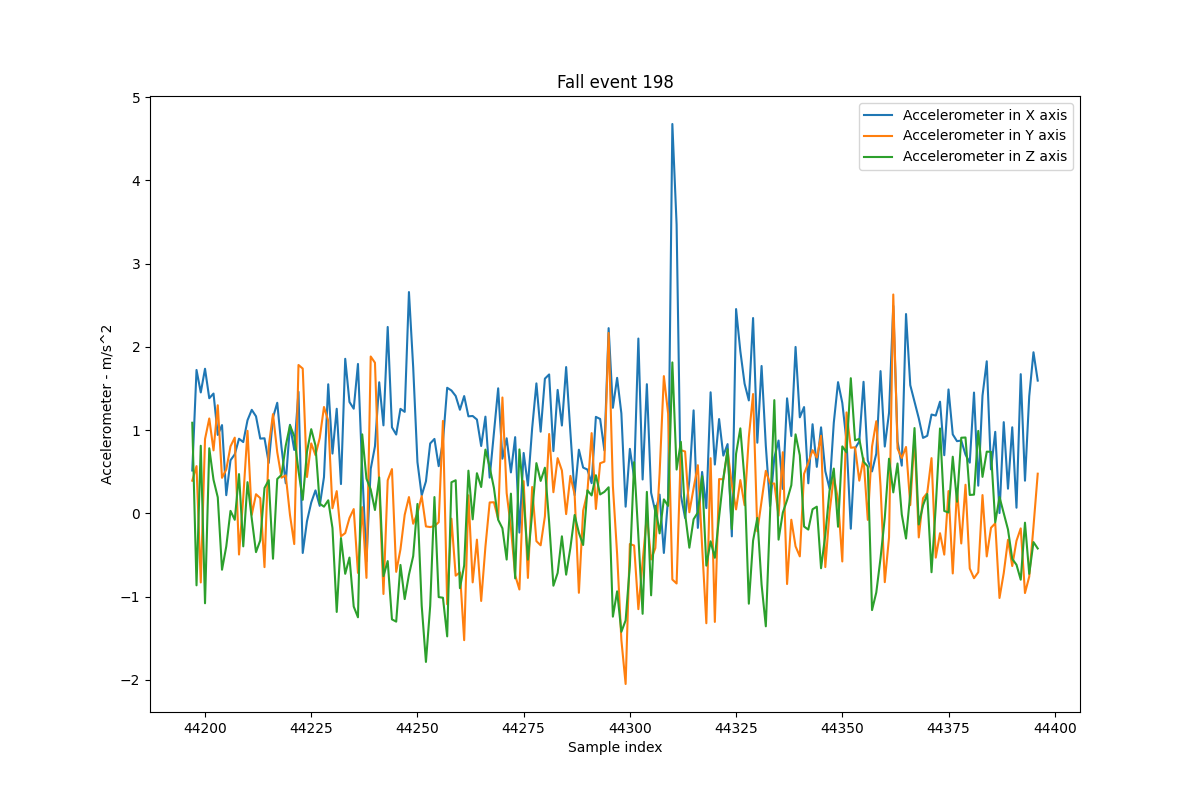 Fall event 198
Accelerometer in X axis
Accelerometer in Y axis
Accelerometer in Z axis
Accelerometer - m/s^2
5
4
3
2
1
0
−1
−2
44200 44225 44250 44275 44300 44325 44350 44375 44400
Sample index